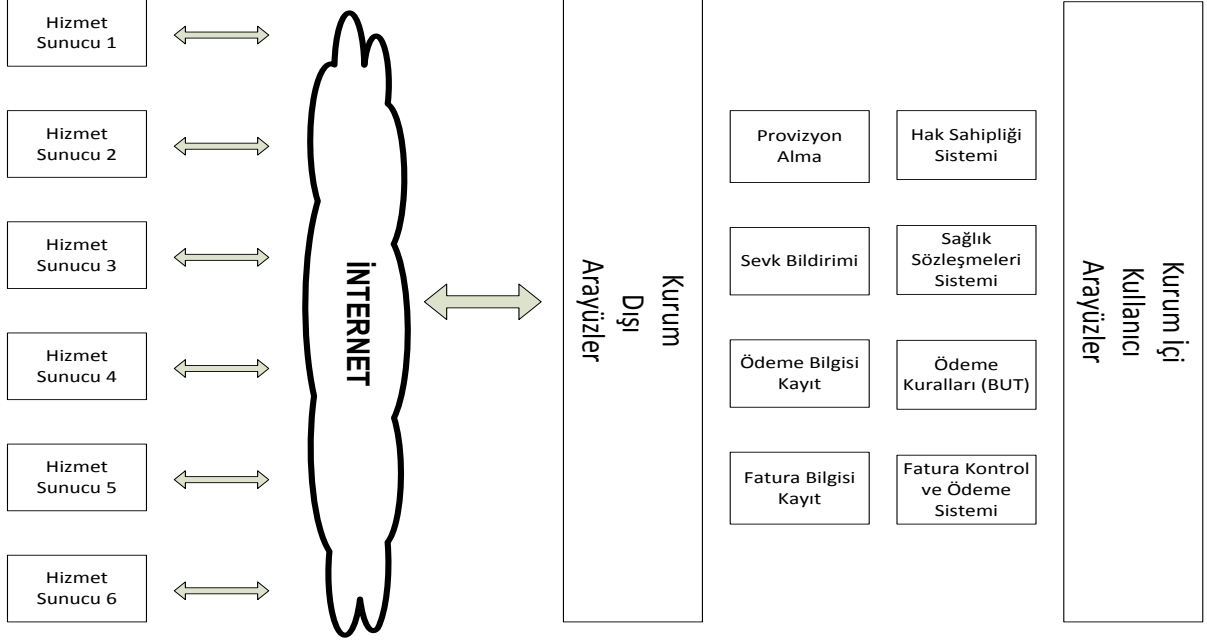 Hizmet
Sunucu 1
Hizmet
Sunucu 2
Hizmet
Sunucu 3
Hizmet
Sunucu 4
Hizmet
Sunucu 5
Hizmet
Sunucu 6
İNTERNET
Kurum
Dışı
Arayüzler
Provizyon
Alma
Hak Sahipliği
Sistemi
Sevk Bildirimi
Sağlık
Sözleşmeleri
Sistemi
Ödeme Bilgisi
Kayıt
Ödeme
Kuralları (BUT)
Fatura Bilgisi
Kayıt
Fatura Kontrol
ve Ödeme
Sistemi
Kurum İçi
Kullanıcı
Arayüzler